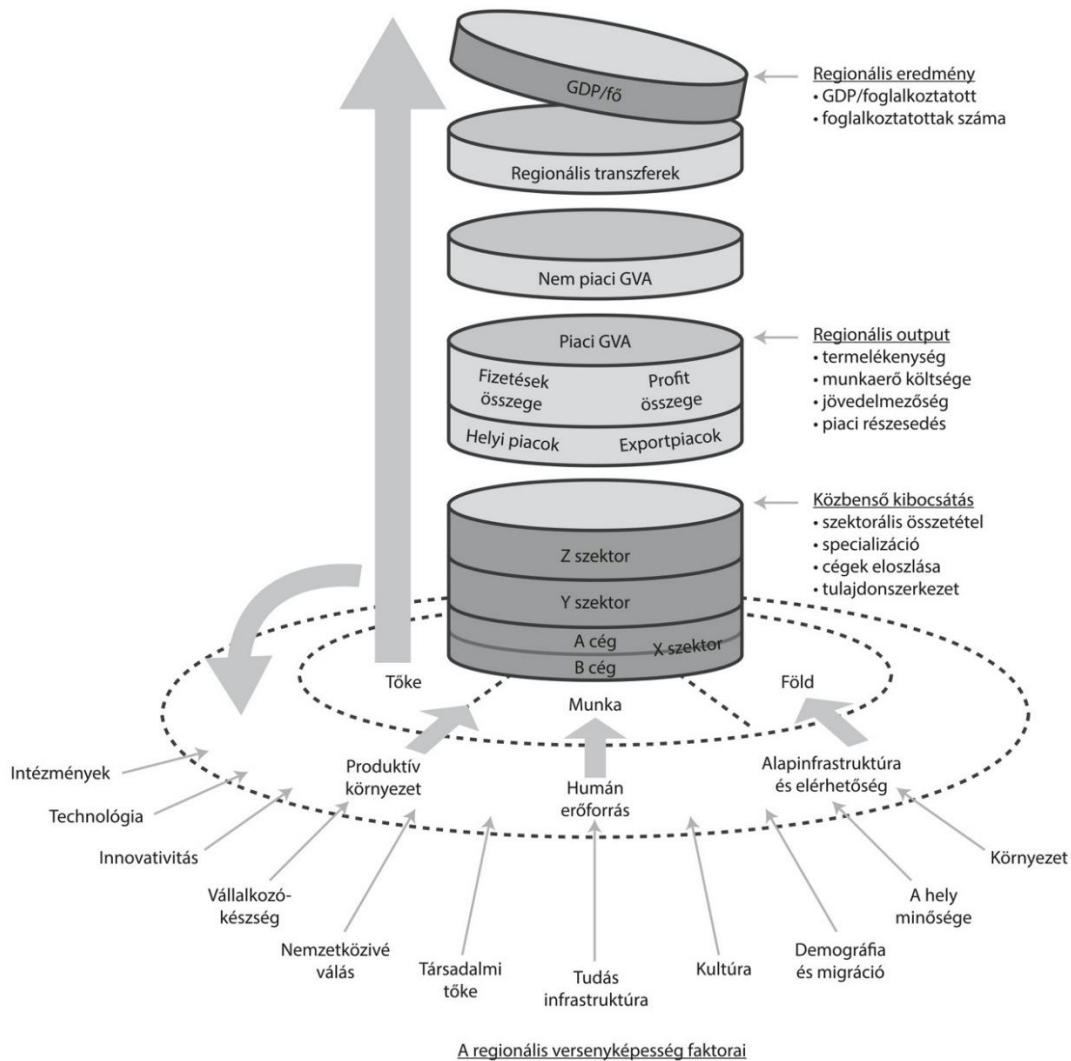 GDP/fő
Regionális eredmény
• GDP/foglalkoztatott
• foglalkoztatottak száma
Regionális transzferek
Nem piaci GVA
Piaci GVA
Fizetések
összege
Profit
összege
Helyi piacok
Exportpiacok
Regionális output
• termelékenység
• munkaerő költsége
• jövedelmezőség
• piaci részesedés
Közbenső kibocsátás
• szektorális összetétel
• specializáció
• cégek eloszlása
• tulajdonszerkezet
Z szektor
Y szektor
A cég
X szektor
B cég
Tőke
Munka
Föld
Produktív
környezet
Humán
erőforrás
Alapinfrastruktúra
és elérhetőség
Intézmények
Technológia
Innovativitás
Vállalkozó-
készség
Nemzetközivé
válás
Társadalmi
tőke
Tudás
infrastruktúra
Kultúra
Demográfia
és migráció
A hely
minősége
Környezet
A regionális versenyképesség faktorai